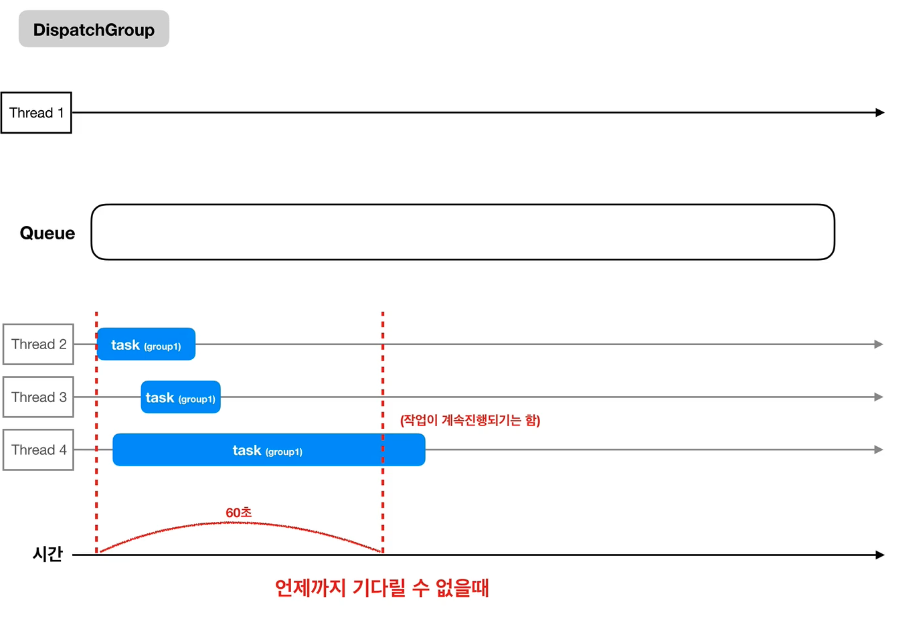 DispatchGroup
Thread 1
Queue
Thread 2
task (group1)
Thread 3
task (group1)
(작업이 계속진행되기는 함)
Thread 4
task (group1)
60초
시간
언제까지 기다릴 수 없을때